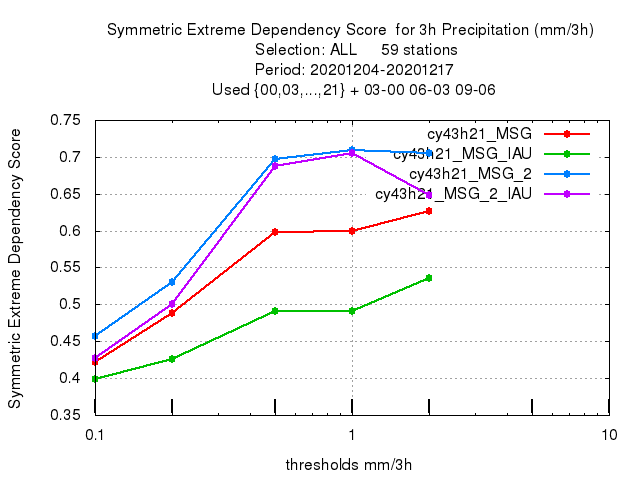 Symmetric Extreme Dependency Score for 3h Precipitation (mm/3h)
Selection: ALL 59 stations
Period: 20201204-20201217
Used {00,03,...,21} + 03-00 06-03 09-06
Symmetric Extreme Dependency Score
0.75
0.7
0.65
0.6
0.55
0.5
0.45
0.4
0.35
cy43h21_MSG
cy43h21_MSG_IAU
cy43h21_MSG_2
cy43h21_MSG_2_IAU
0.1 1 10
thresholds mm/3h